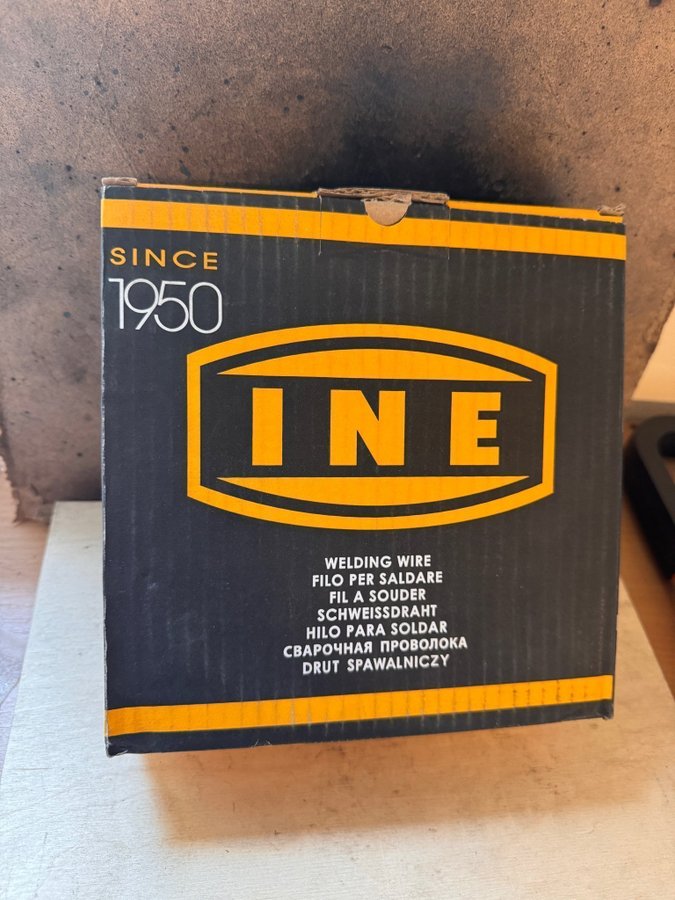 SINCE
1950
INE
WELDING WIRE
FILO PER SALDARE
FIL A SOUDER
SCHWEISSDRAHT
HILO PARA SOLDAR
СВАРОЧНАЯ ПРОВОЛОКА
DRUT SPAWALNICZY